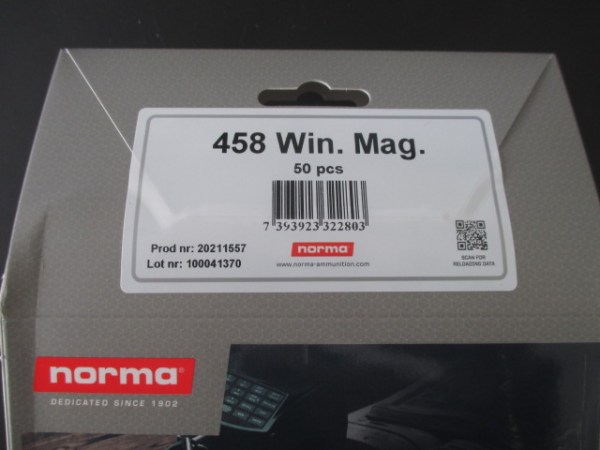 458 Win. Mag.
50 pcs
7 393923 322803
Prod nr: 20211557
Lot nr: 100041370
norma
www.norma-ammunition.com
SCAN FOR
RELOADING DATA
norma®
DEDICATED SINCE 1902